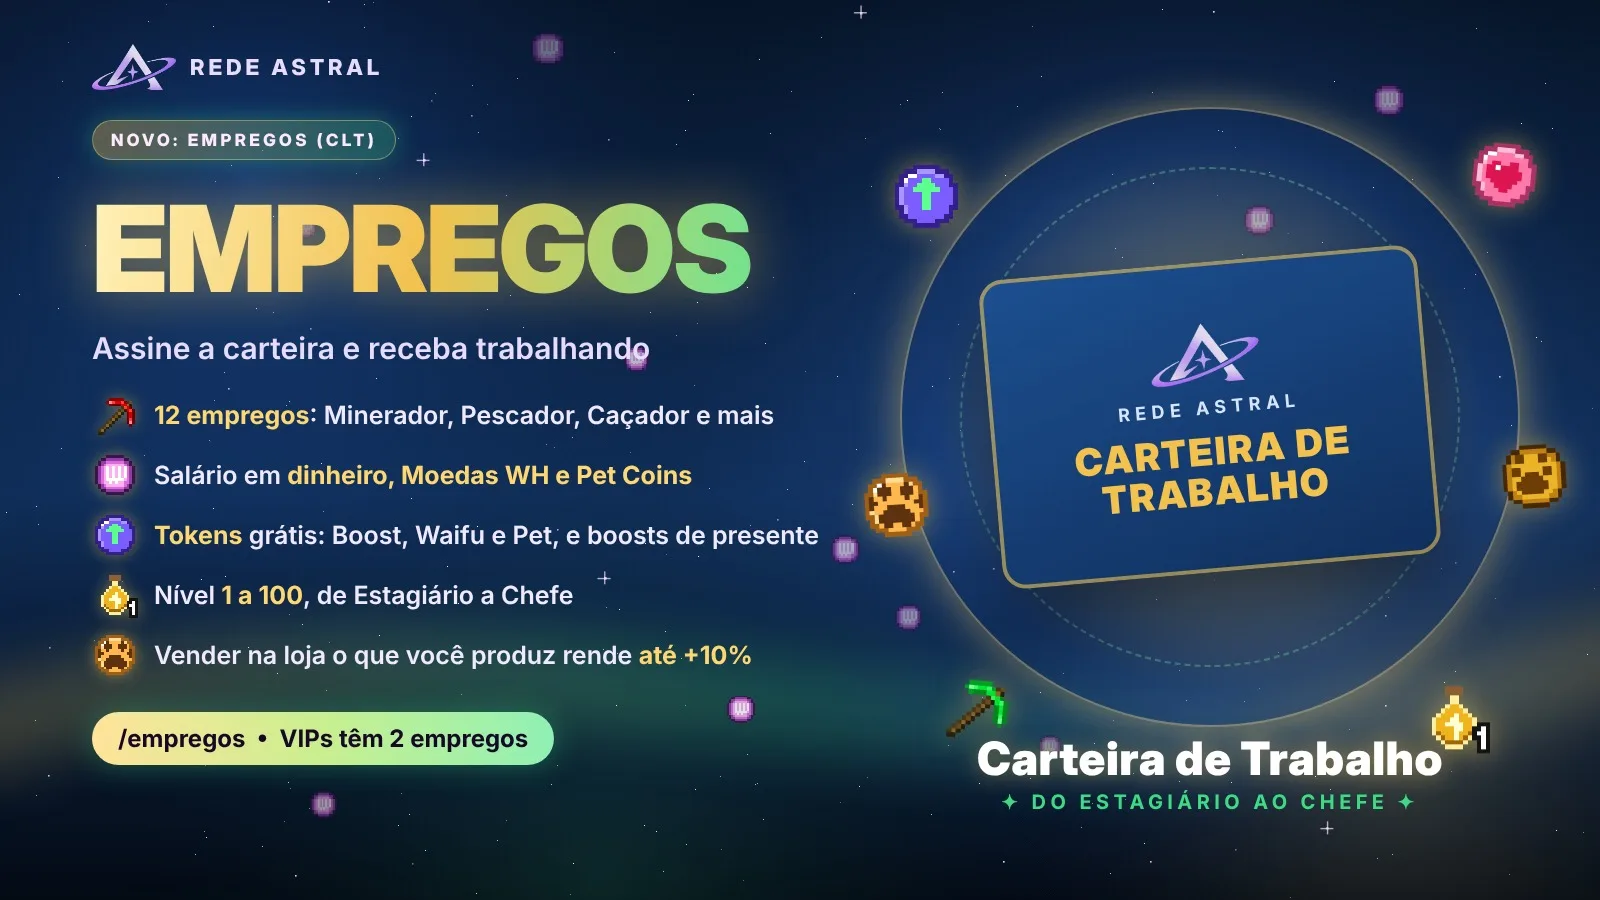 REDE ASTRAL
NOVO: EMPREGOS (CLT)
EMPREGOS
Assine a carteira e receba trabalhando
12 empregos: Minerador, Pescador, Caçador e mais
Salário em dinheiro, Moedas WH e Pet Coins
Tokens grátis: Boost, Waifu e Pet, e boosts de presente
1
Nível 1 a 100, de Estagiário a Chefe
Vender na loja o que você produz rende até +10%
/empregos • VIPs têm 2 empregos
REDE ASTRAL
CARTEIRA DE
TRABALHO
1
Carteira de Trabalho
✦ DO ESTAGIÁRIO AO CHEFE ✦